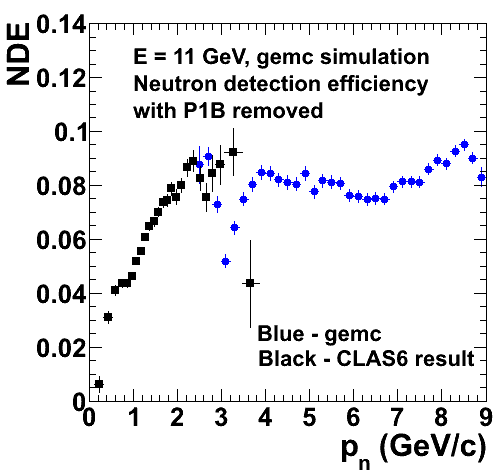 NDE
0.14
0.12
0.1
0.08
0.06
0.04
0.02
0
E = 11 GeV, gemc simulation
Neutron detection efficiency
with P1B removed
Blue - gemc
Black - CLAS6 result
0 1 2 3 4 5 6 7 8 9
pn (GeV/c)